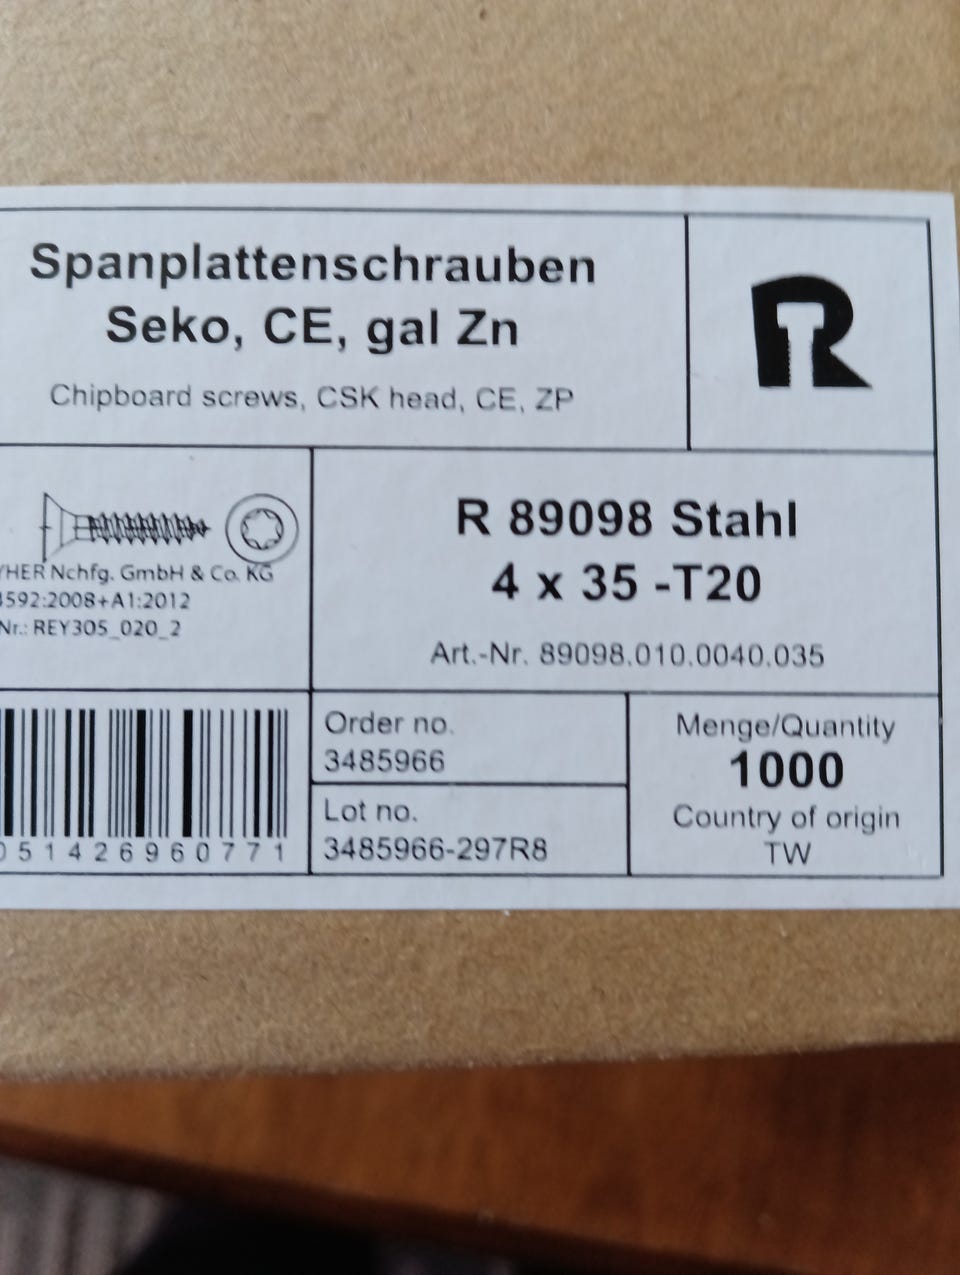 Spanplattenschrauben
Seko, CE, gal Zn
Chipboard screws, CSK head, CE, ZP
R
YHER Nchfg. GmbH & Co. KG
4592:2008+A1:2012
Nr.: REY305_020_2
R 89098 Stahl
4 x 35 -T20
Art.-Nr. 89098.010.0040.035
051426960771
Order no.
3485966
Lot no.
3485966-297R8
Menge/Quantity
1000
Country of origin
TW